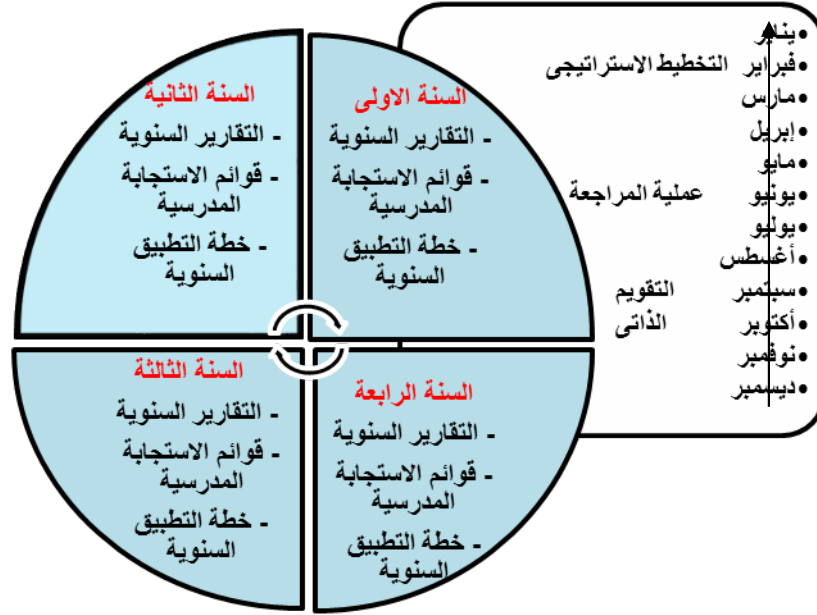 السنة الاولى
- التقارير السنوية
- قوائم الاستجابة
المدرسية
- خطة التطبيق
السنوية
السنة الثانية
- التقارير السنوية
- قوائم الاستجابة
المدرسية
- خطة التطبيق
السنوية
السنة الثالثة
- التقارير السنوية
- قوائم الاستجابة
المدرسية
- خطة التطبيق
السنوية
السنة الرابعة
- التقارير السنوية
- قوائم الاستجابة
المدرسية
- خطة التطبيق
السنوية
• يناير
• فبراير التخطيط الاستراتيجى
• مارس
• إبريل
• مايو
• يونيو عملية المراجعة
• يوليو
• أغسطس
• سبتمبر التقويم
• أكتوبر الذاتى
• نوفمبر
• ديسمبر